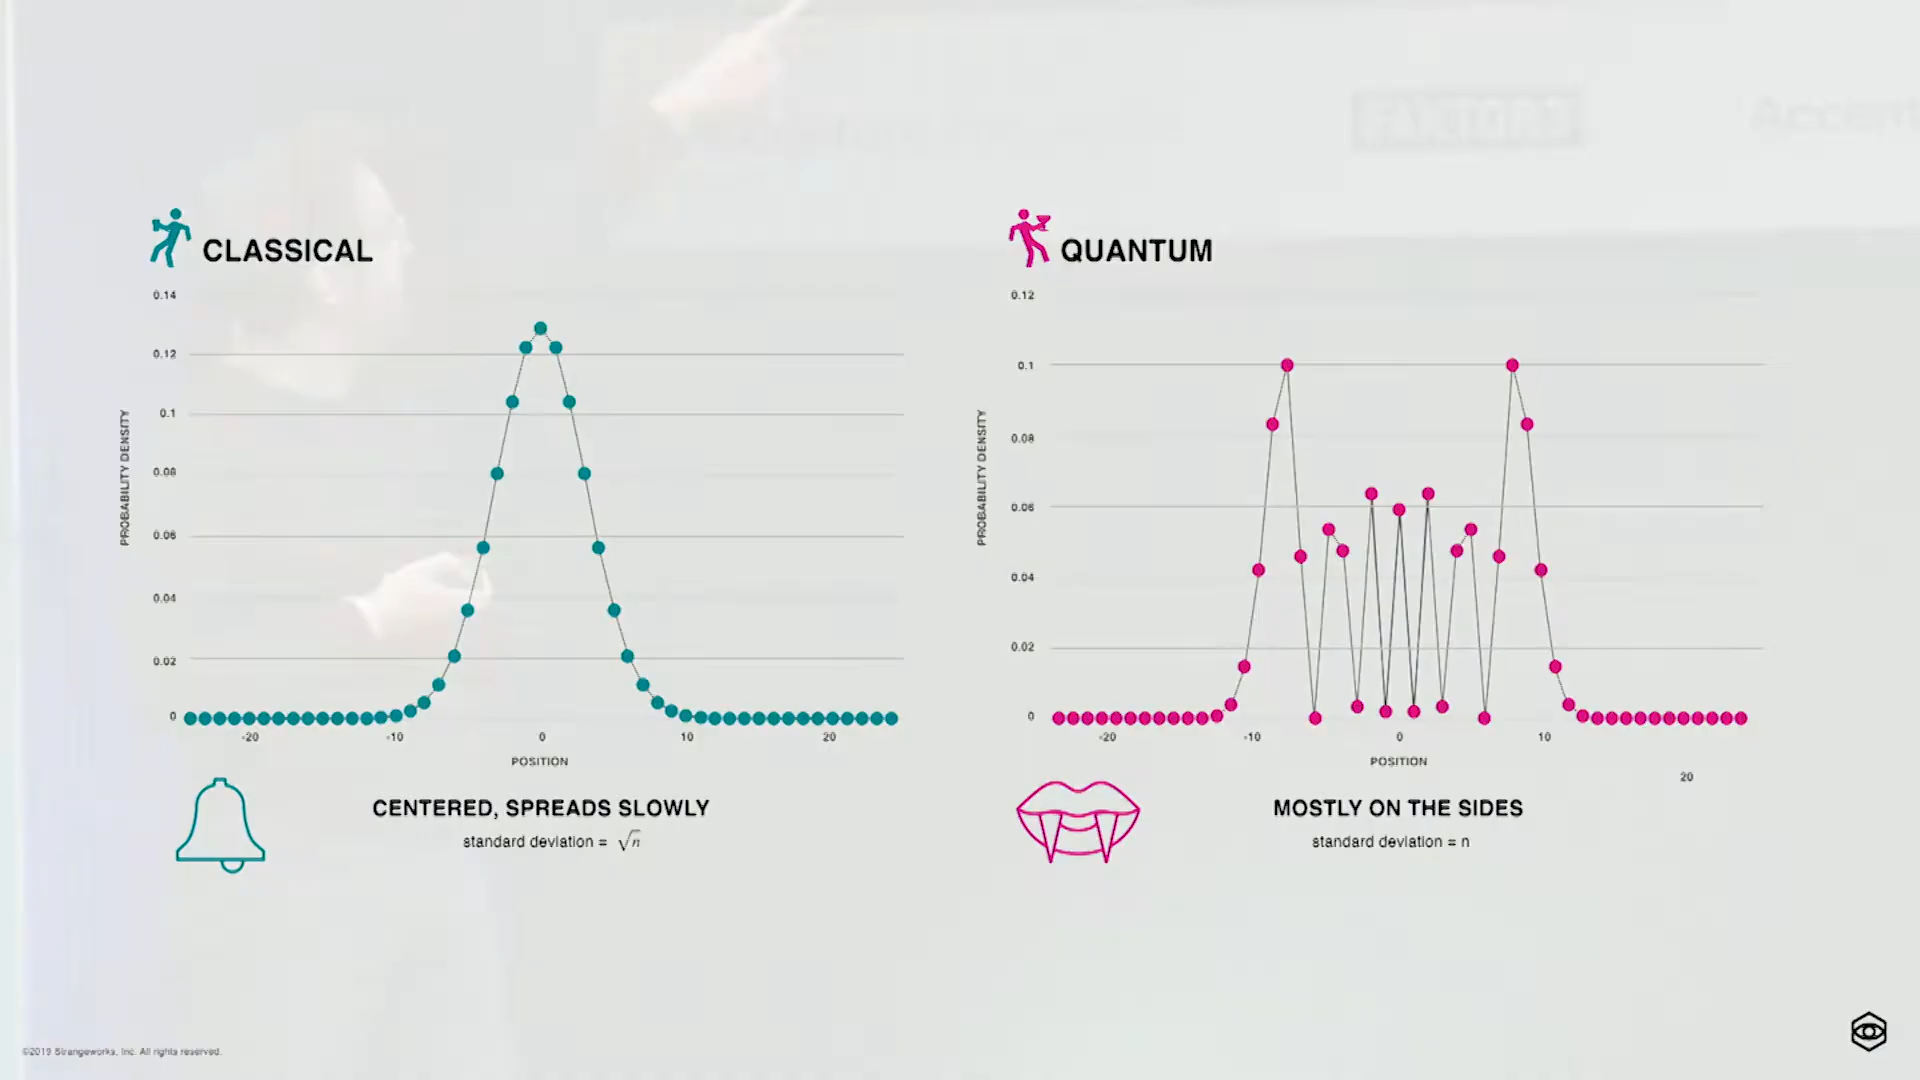 FAKTOR3
Accent
CLASSICAL
0.14
0.12
0.1
0.08
0.06
0.04
0.02
0
PROBABILITY DENSITY
-20
-10
0
10
20
POSITION
CENTERED, SPREADS SLOWLY
standard deviation = √n
QUANTUM
0.12
0.1
0.08
0.06
0.04
0.02
0
PROBABILITY DENSITY
-20
-10
0
10
20
POSITION
MOSTLY ON THE SIDES
standard deviation = n
©2019 Strangeworks, Inc. All rights reserved.